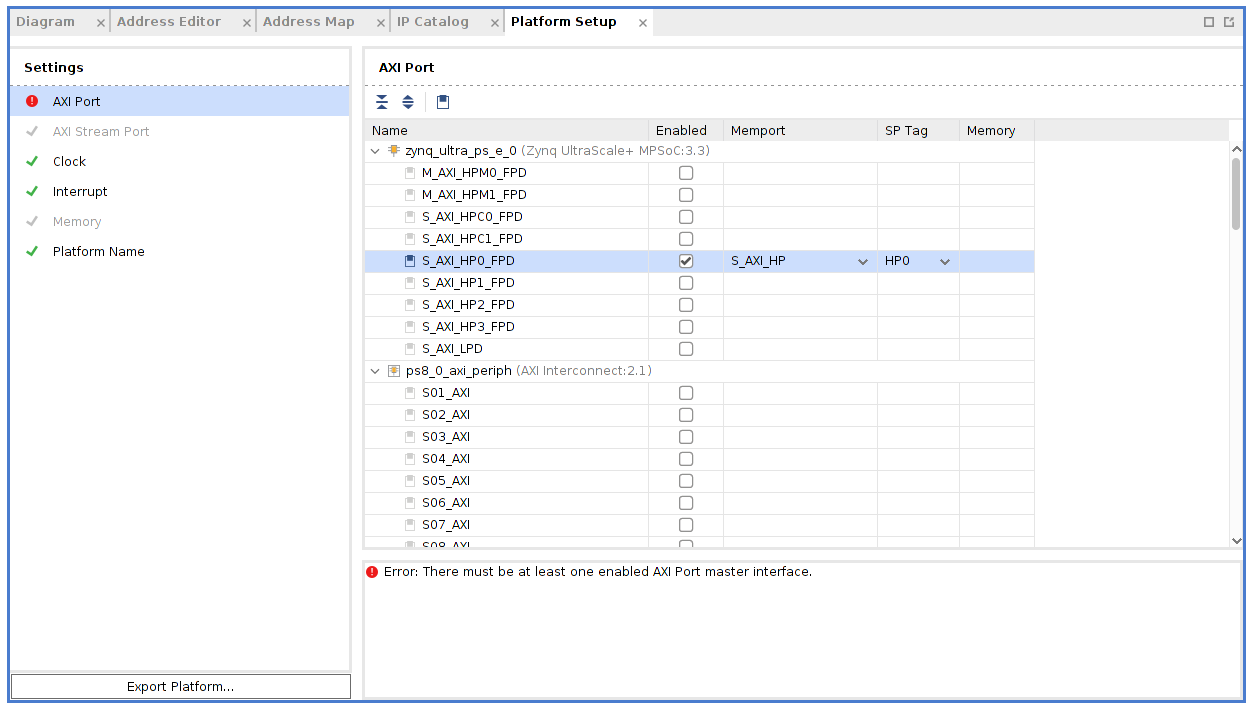 Diagram Address Editor Address Map IP Catalog Platform Setup
Settings
AXI Port
AXI Stream Port
Clock
Interrupt
Memory
Platform Name
Export Platform...
AXI Port
Name Enabled Memport SP Tag Memory
zynq_ultra_ps_e_0 (Zynq UltraScale+ MPSoC:3.3)
M_AXI_HPM0_FPD
M_AXI_HPM1_FPD
S_AXI_HPC0_FPD
S_AXI_HPC1_FPD
S_AXI_HP0_FPD S_AXI_HP HP0
S_AXI_HP1_FPD
S_AXI_HP2_FPD
S_AXI_HP3_FPD
S_AXI_LPD
ps8_0_axi_periph (AXI Interconnect:2.1)
S01_AXI
S02_AXI
S03_AXI
S04_AXI
S05_AXI
S06_AXI
S07_AXI
S08_AXI
Error: There must be at least one enabled AXI Port master interface.